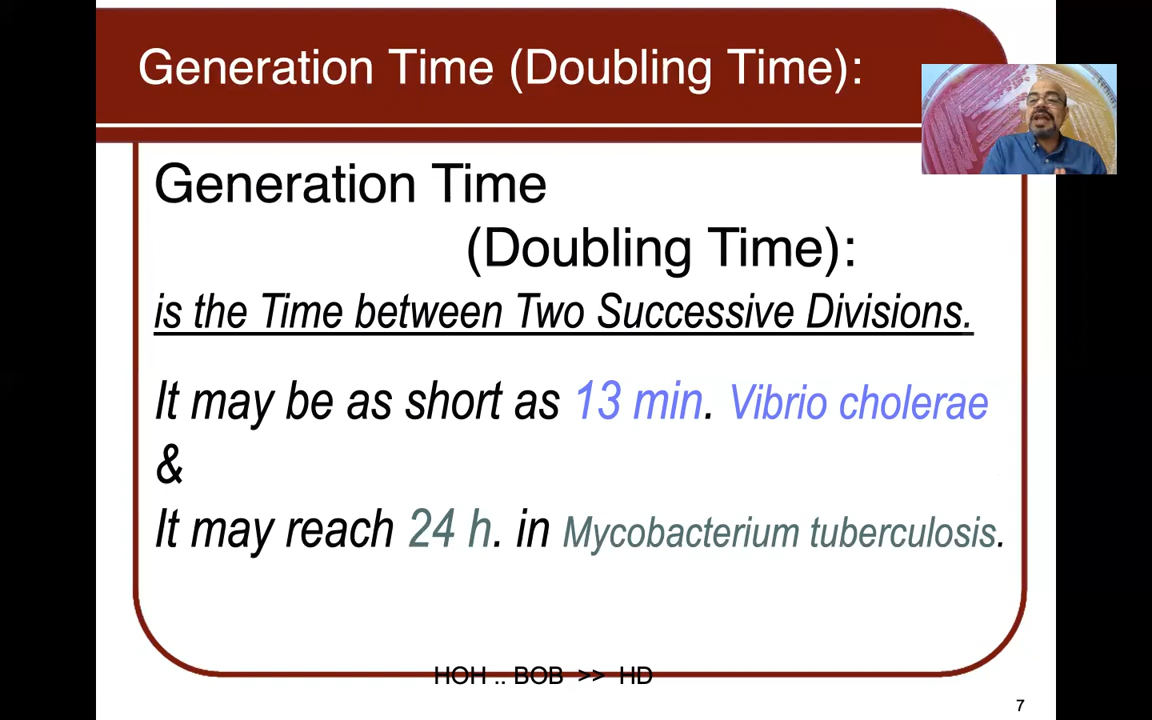 Generation Time (Doubling Time):
Generation Time
(Doubling Time):
is the Time between Two Successive Divisions.
It may be as short as 13 min. Vibrio cholerae
&
It may reach 24 h. in Mycobacterium tuberculosis.
HOH .. BOB >> HD
7